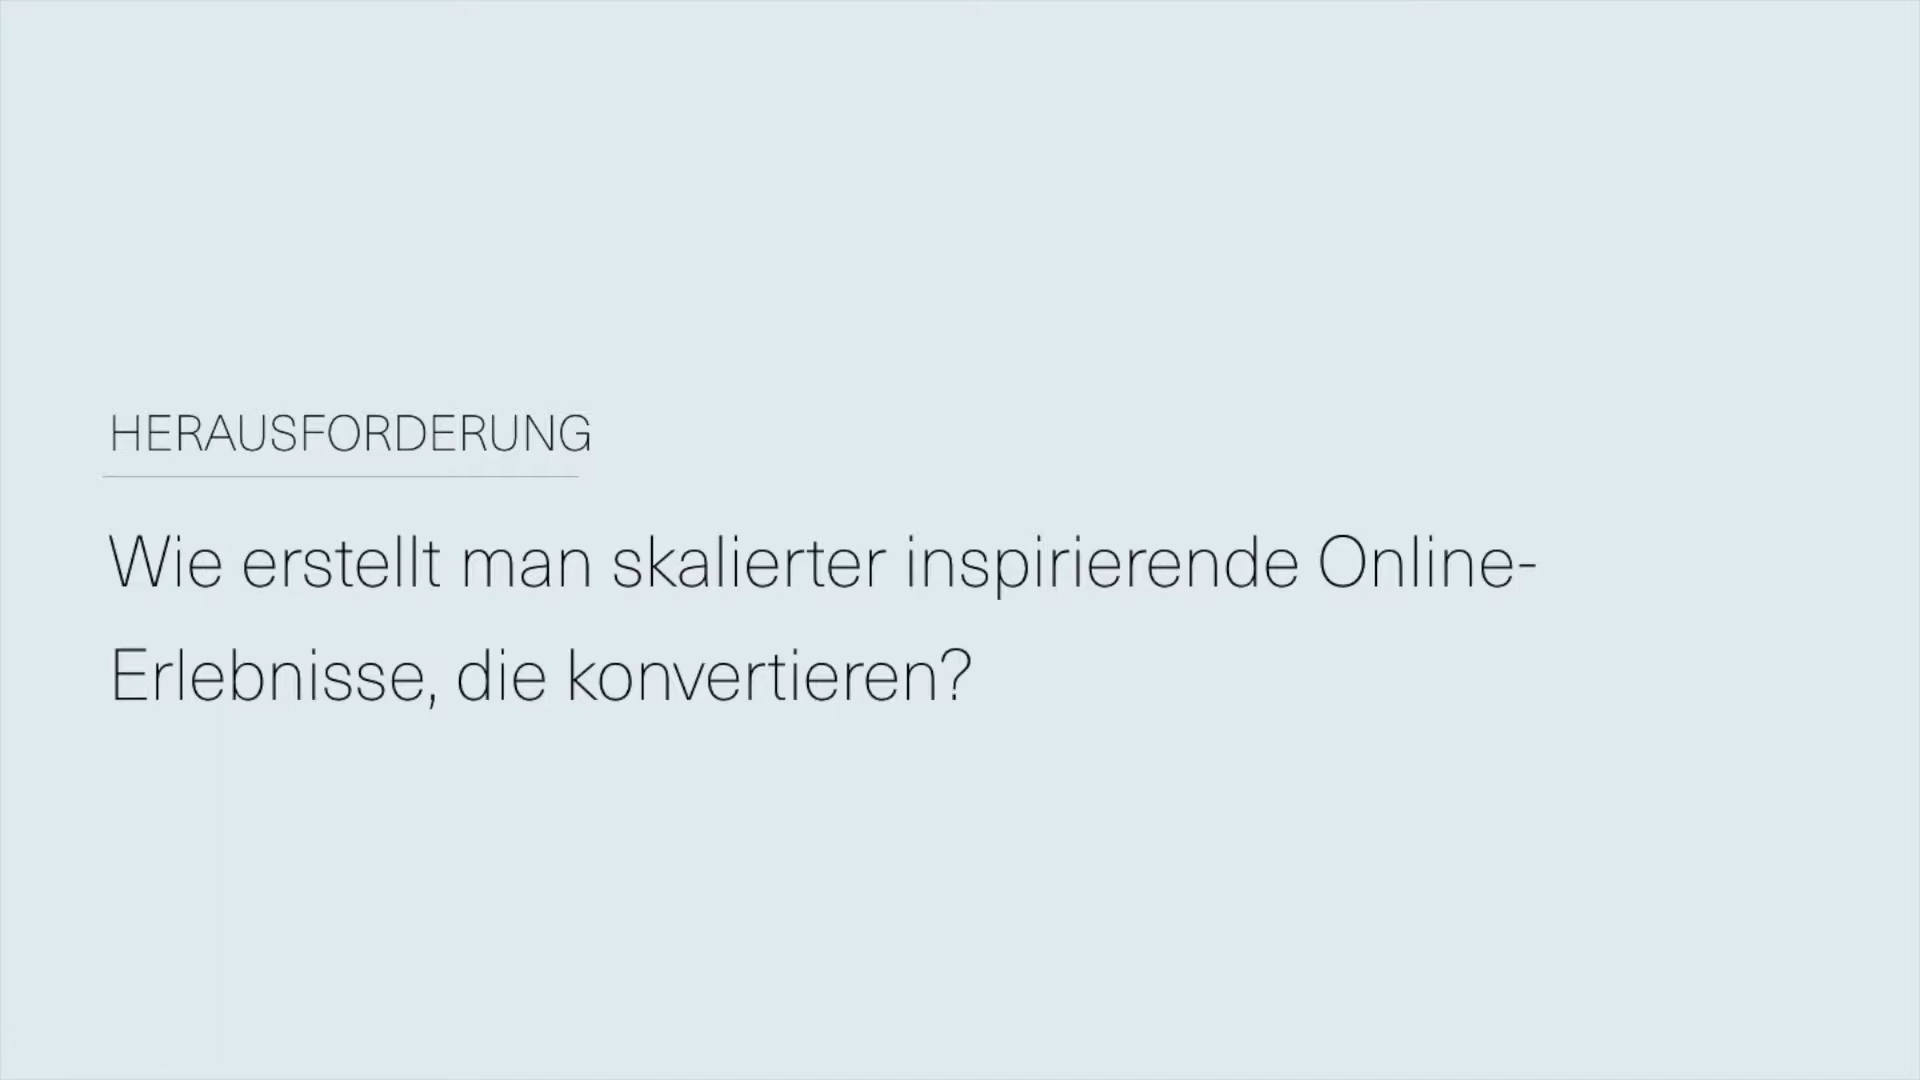 HERAUSFORDERUNG
Wie erstellt man skalierter inspirierende Online-
Erlebnisse, die konvertieren?